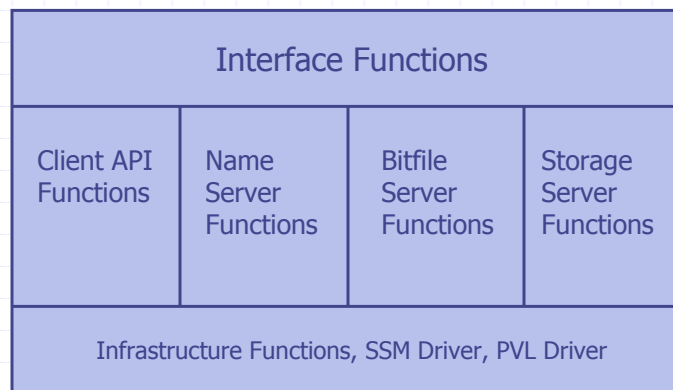 Interface Functions
Client API
Functions
Name
Server
Functions
Bitfile
Server
Functions
Storage
Server
Functions
Infrastructure Functions, SSM Driver, PVL Driver